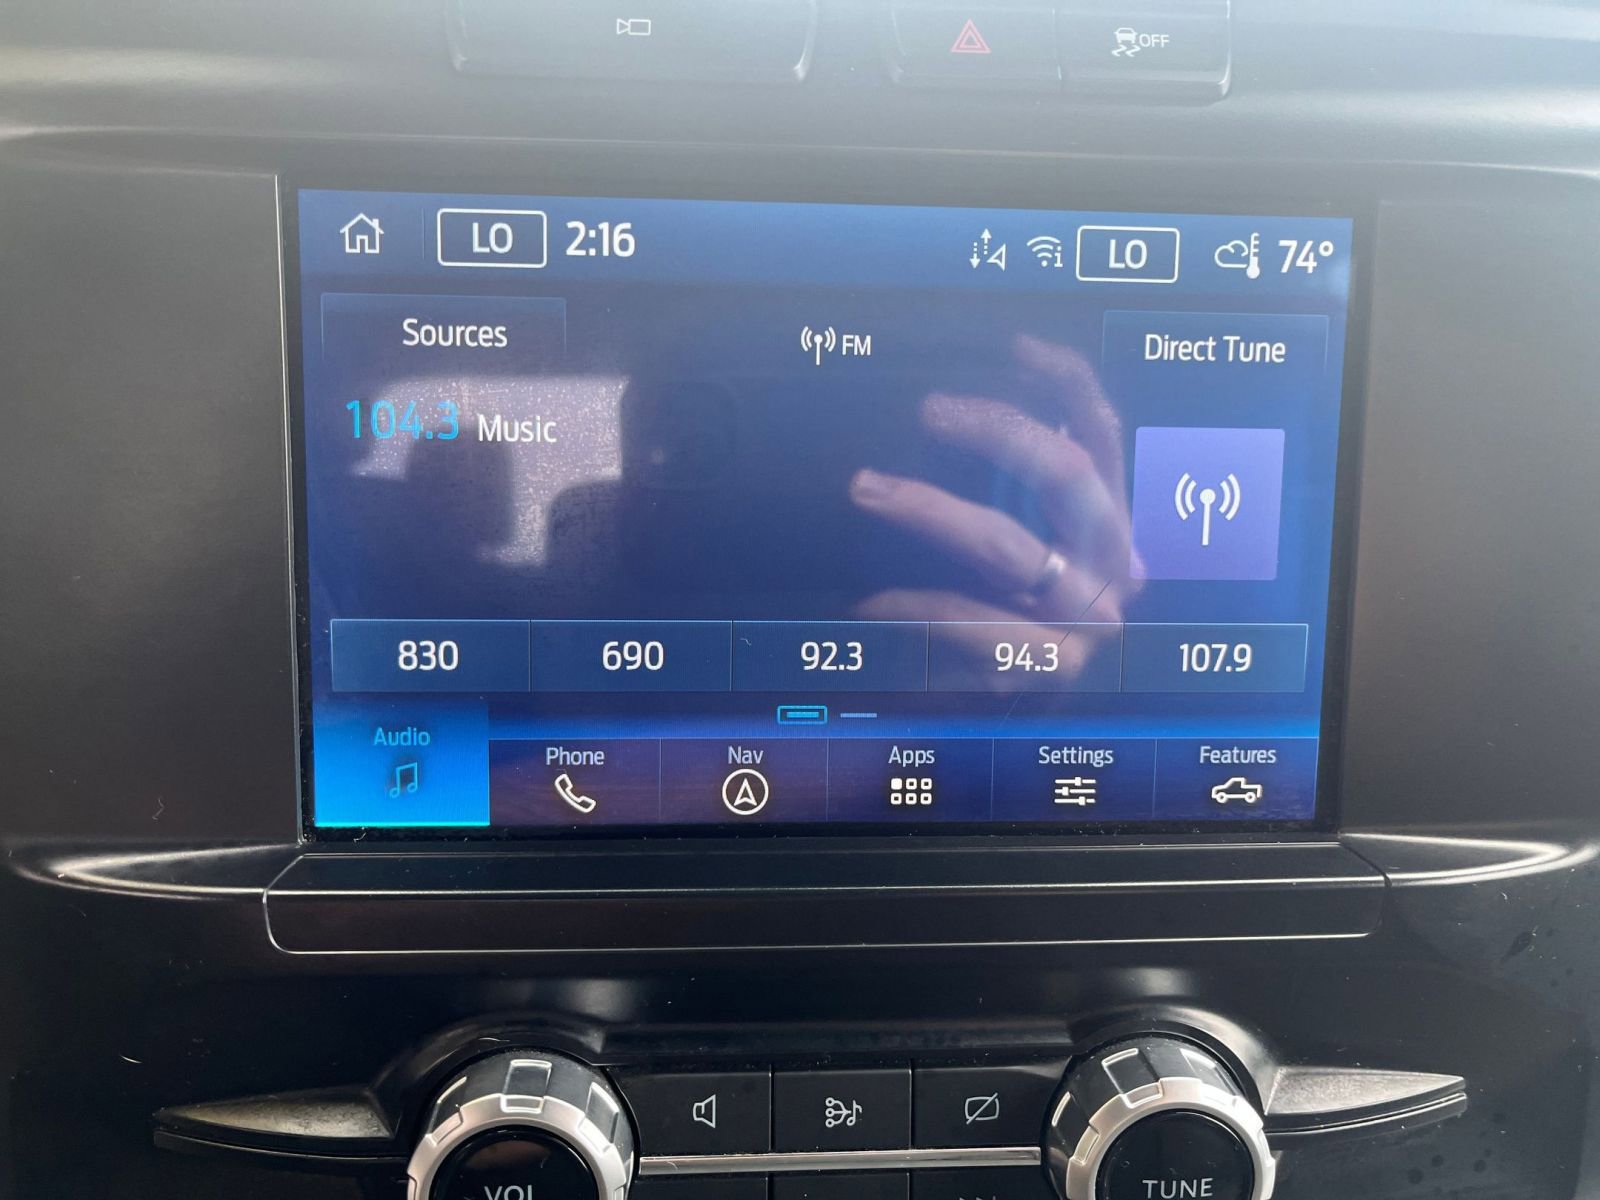 OFF
LO 2:16 LO 74°
Sources FM Direct Tune
104.3 Music
830 690 92.3 94.3 107.9
Audio Phone Nav Apps Settings Features
VOL TUNE